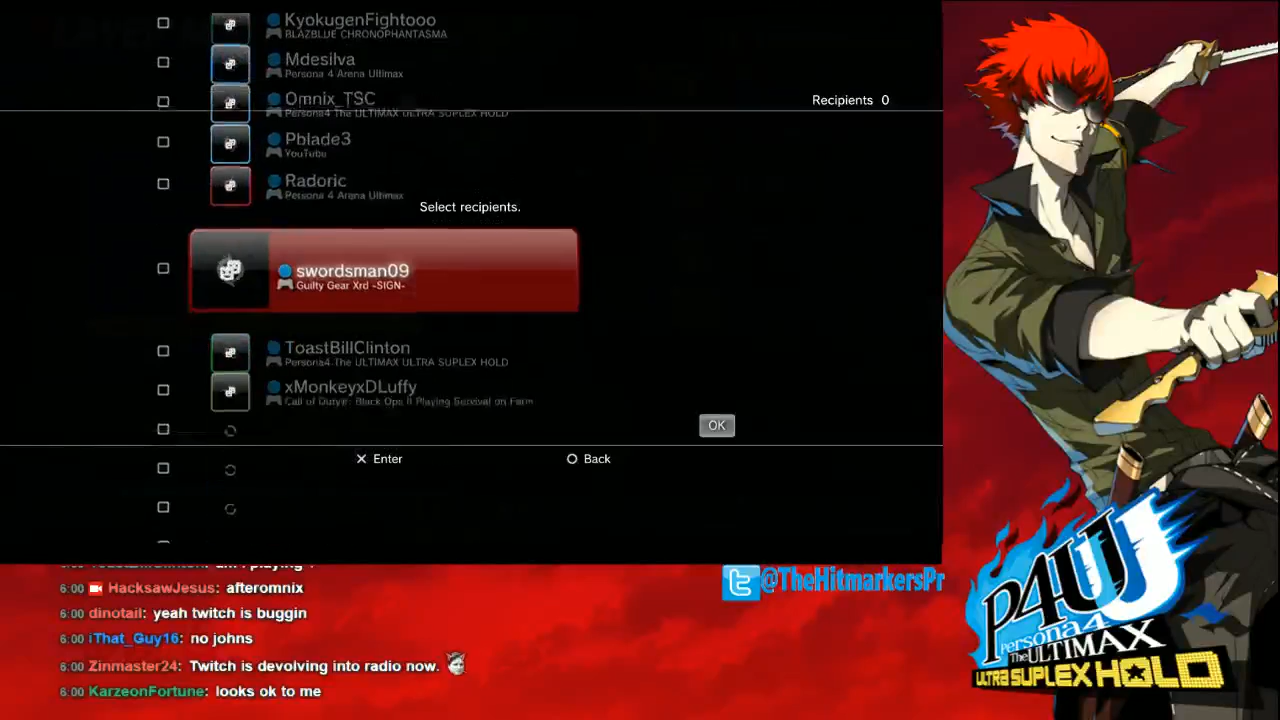 KyokugenFightooo
BLAZBLUE CHRONOPHANTASMA
Mdesilva
Persona 4 Arena Ultimax
Omnix_TSC
Persona4 The ULTIMAX ULTRA SUPLEX HOLD
Recipients 0
Pblade3
YouTube
Radoric
Persona 4 Arena Ultimax
Select recipients.
swordsman09
Guilty Gear Xrd -SIGN-
ToastBillClinton
Persona4 The ULTIMAX ULTRA SUPLEX HOLD
xMonkeyxDLuffy
Call of Duty®: Black Ops II Playing Survival on Farm
OK
Enter
Back
6:00 HacksawJesus: afteromnix
6:00 dinotail: yeah twitch is buggin
6:00 iThat_Guy16: no johns
6:00 Zinmaster24: Twitch is devolving into radio now.
6:00 KarzeonFortune: looks ok to me
@TheHitmarkersPr
P4UU
Persona4
The ULTIMAX
ULTRA SUPLEX HOLD